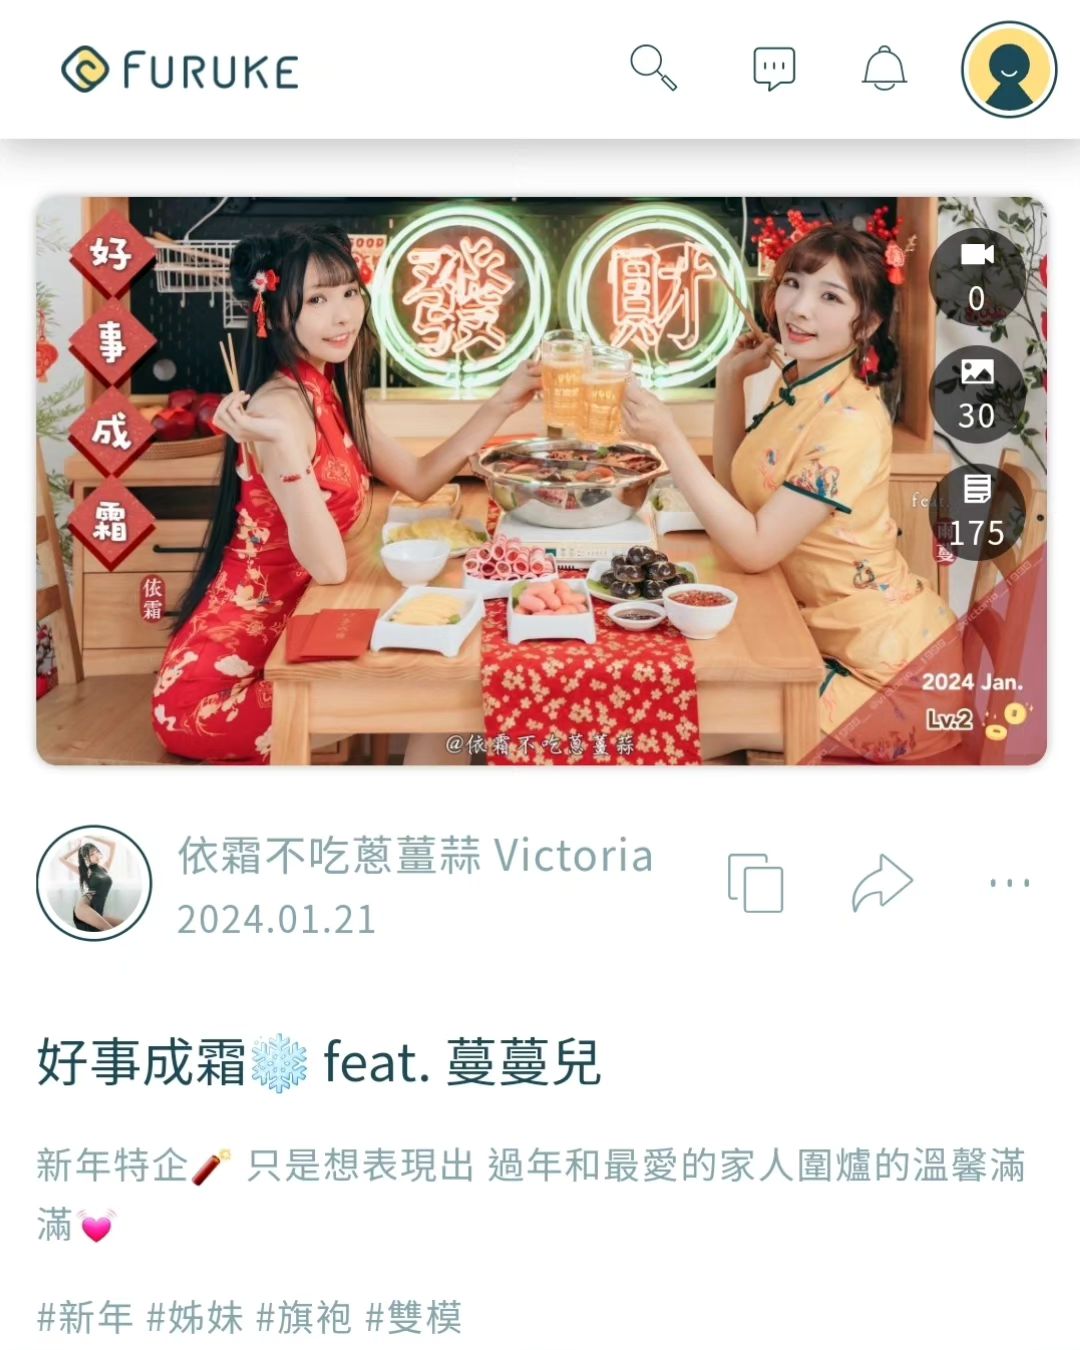 FURUKE
好
事
成
霜
依
霜
發
財
0
30
175
feat.
雨
蔓
2024 Jan.
Lv.2
@依霜不吃蔥薑蒜
依霜不吃蔥薑蒜 Victoria
2024.01.21
好事成霜❄️ feat. 蔓蔓兒
新年特企🧨 只是想表現出 過年和最愛的家人圍爐的溫馨滿
滿💓
#新年 #姊妹 #旗袍 #雙模